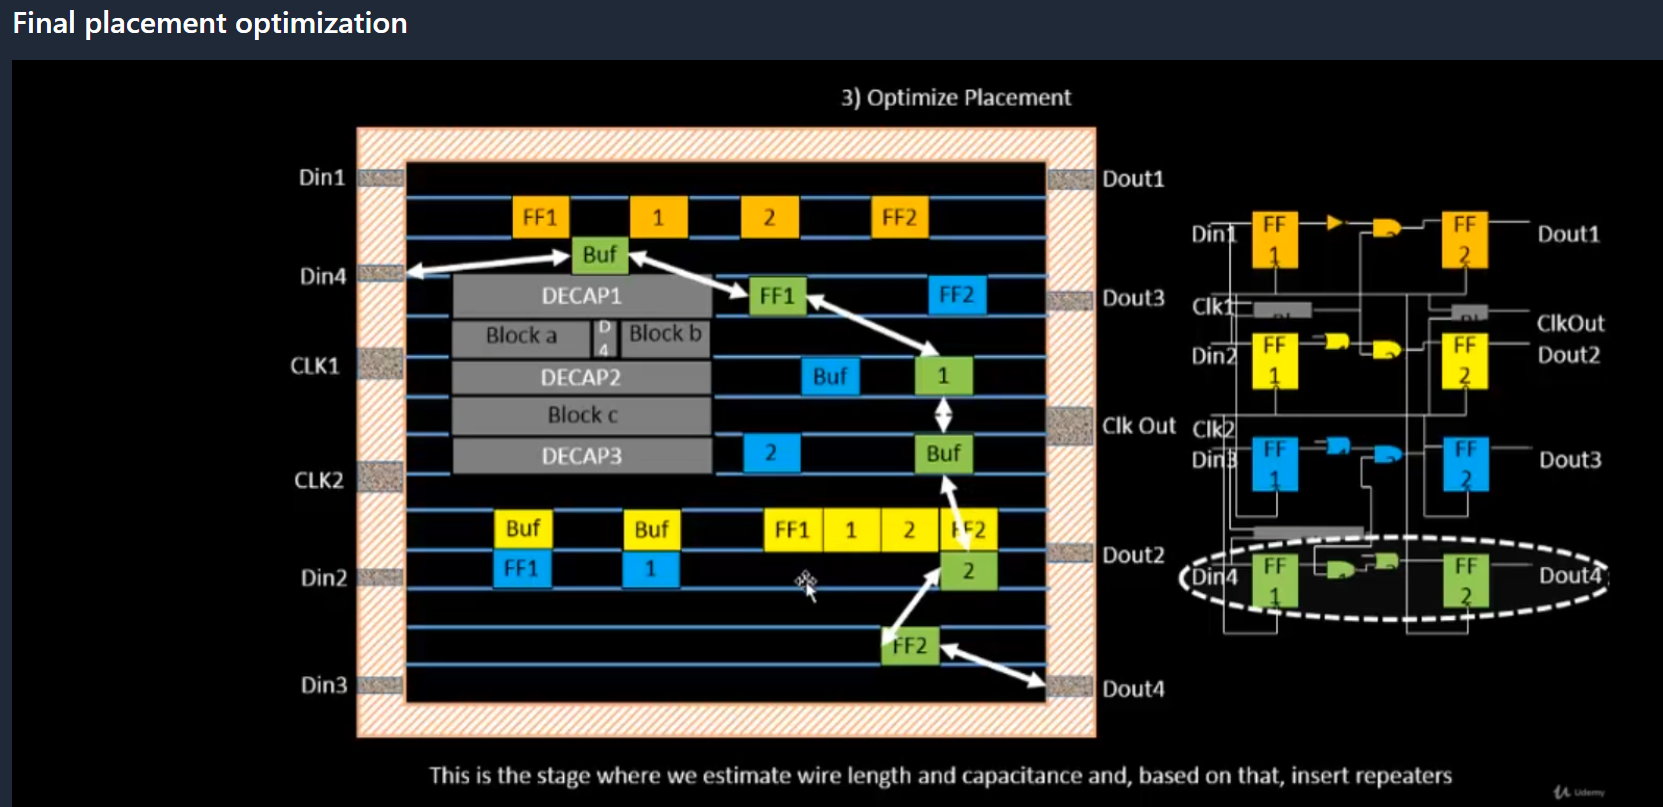 Final placement optimization
3) Optimize Placement
Din1
Dout1
FF1 1 2 FF2
Buf
Din4
DECAP1
FF1
FF2
Dout3
Block a
D
4
Block b
CLK1
DECAP2
Buf
1
Block c
Clk Out
DECAP3
2
Buf
CLK2
Buf
Buf
FF1 1 2 FF2
Dout2
FF1
1
2
Din2
FF2
Din3
Dout4
Din1
FF
1
FF
2
Dout1
Clk1
ClkOut
Din2
FF
1
FF
2
Dout2
Clk2
Din3
FF
1
FF
2
Dout3
Din4
FF
1
FF
2
Dout4
This is the stage where we estimate wire length and capacitance and, based on that, insert repeaters
Udemy